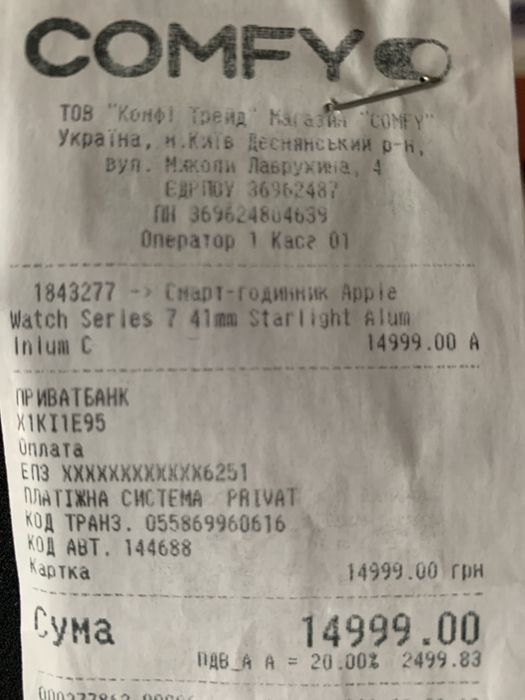 COMFY
ТОВ "Комфі Трейд" Магазин "COMFY"
Україна, м.Київ Деснянський р-н,
вул. Миколи Лаврухіна, 4
ЄДРПОУ 36962487
ПН 369624804639
Оператор 1 Каса 01
1843277 -> Смарт-годинник Apple
Watch Series 7 41mm Starlight Alum
inium C 14999.00 А
ПРИВАТБАНК
X1KI1E95
Оплата
ЕПЗ XXXXXXXXXXXX6251
ПЛАТІЖНА СИСТЕМА PRIVAT
КОД ТРАНЗ. 055869960616
КОД АВТ. 144688
Картка 14999.00 грн
Сума 14999.00
ПДВ_А А = 20.00% 2499.83